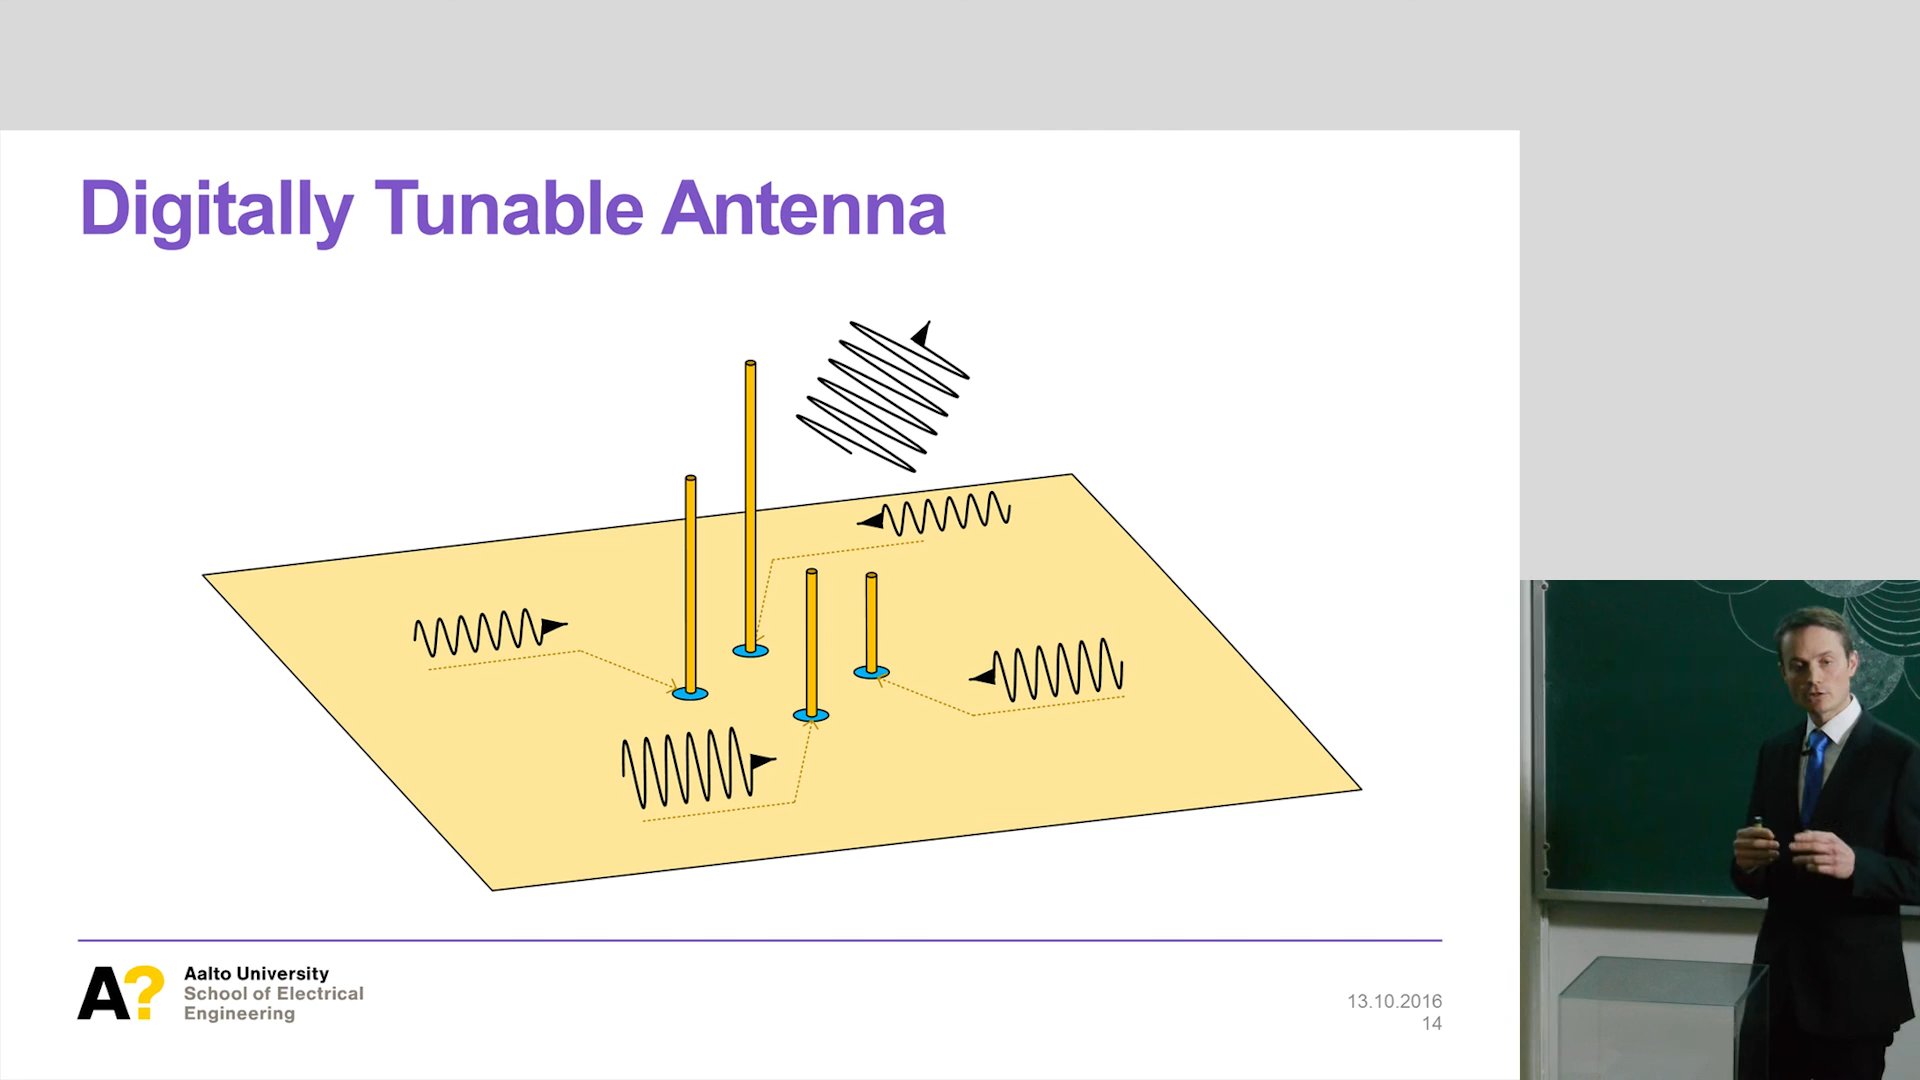 Digitally Tunable Antenna
A?
Aalto University
School of Electrical
Engineering
13.10.2016
14